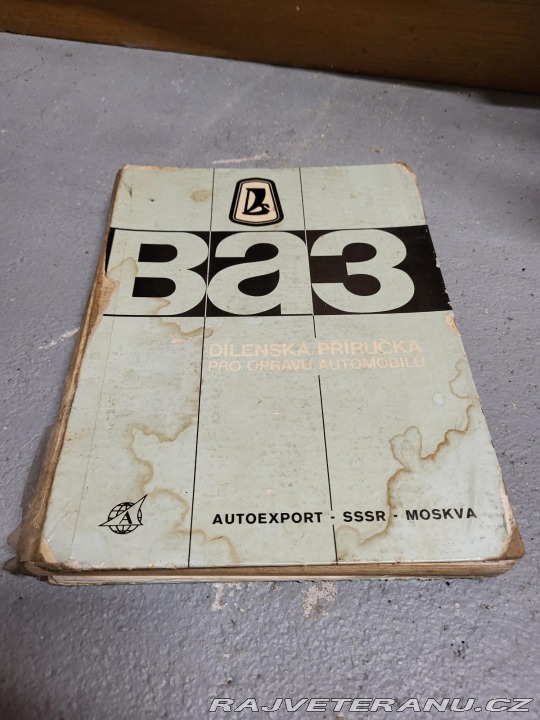 ваз
DÍLENSKÁ PŘÍRUČKA
PRO OPRAVU AUTOMOBILŮ
A
AUTOEXPORT - SSSR - MOSKVA
RAJVETERANU.CZ